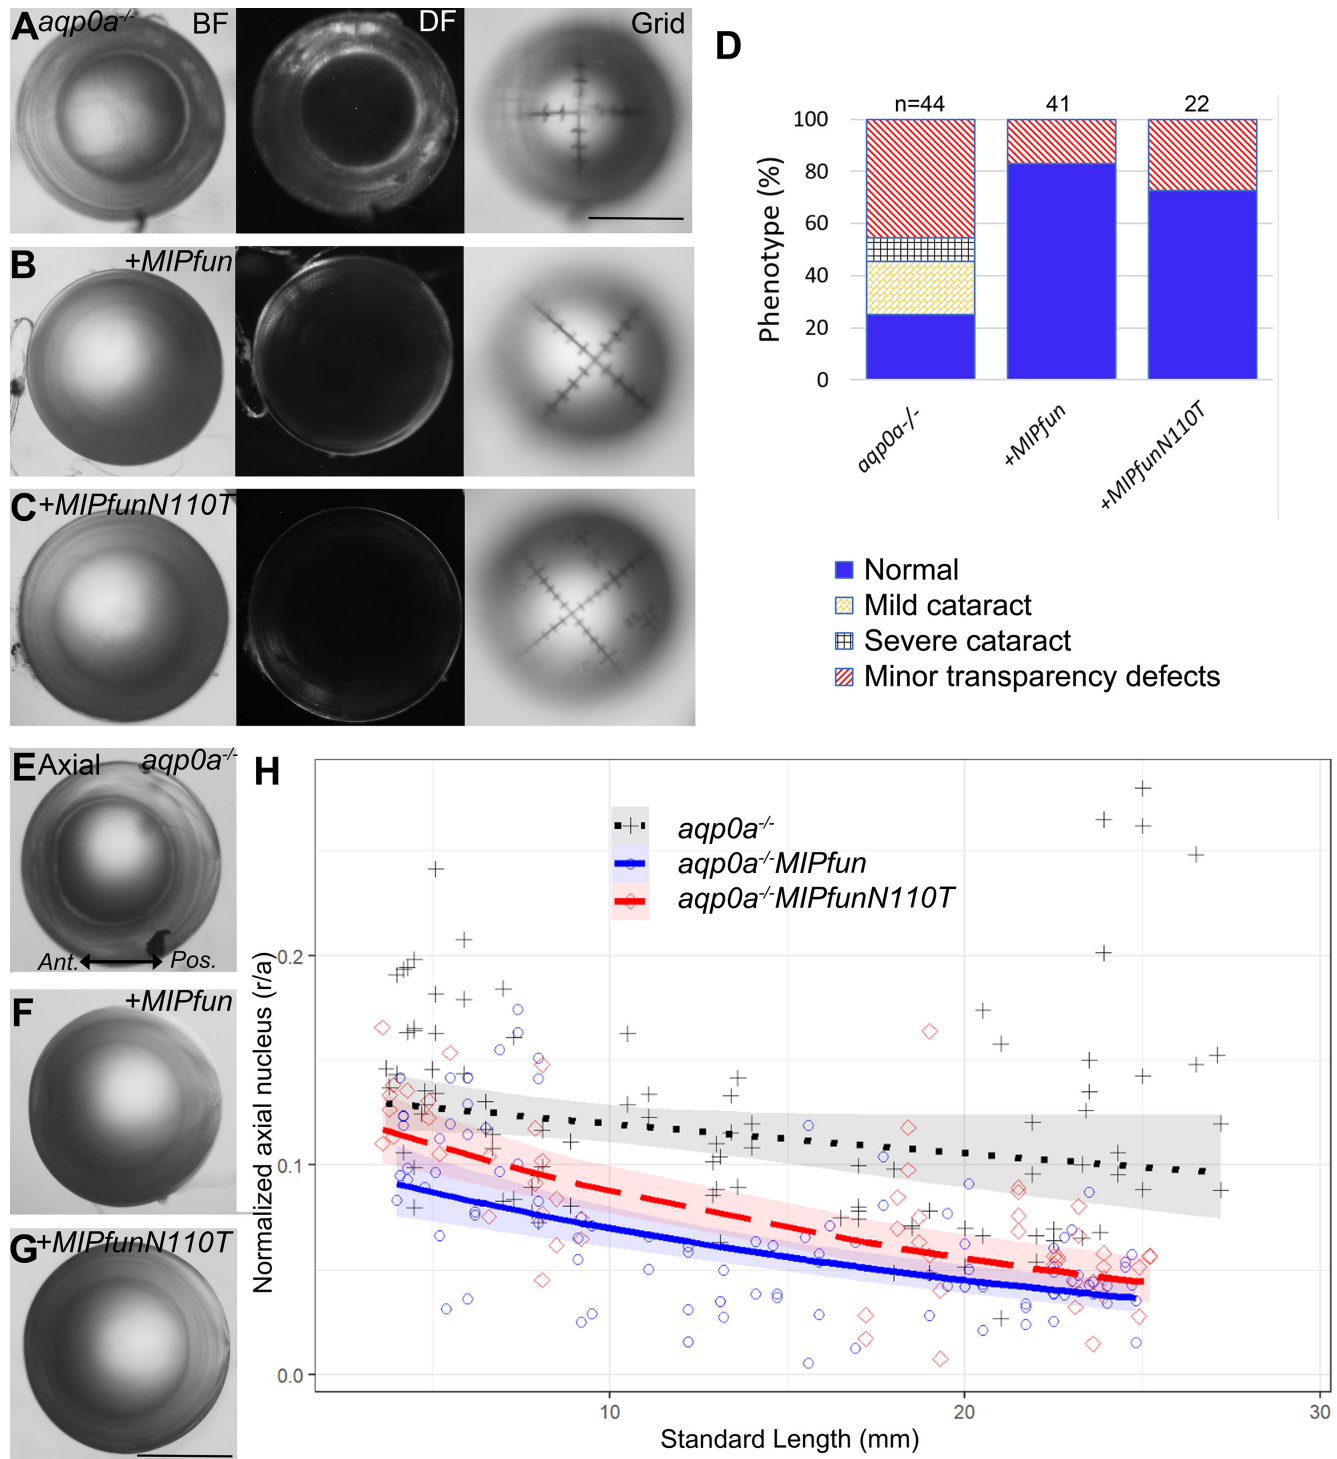 A aqp0a-/- BF DF Grid
B +MIPfun
C +MIPfunN110T
D
n=44 41 22
Phenotype (%)
100
80
60
40
20
0
aqp0a-/- +MIPfun +MIPfunN110T
Normal
Mild cataract
Severe cataract
Minor transparency defects
E Axial aqp0a-/-
Ant. Pos.
F +MIPfun
G +MIPfunN110T
H
aqp0a-/-
aqp0a-/-MIPfun
aqp0a-/-MIPfunN110T
Normalized axial nucleus (r/a)
0.2
0.1
0.0
10 20 30
Standard Length (mm)